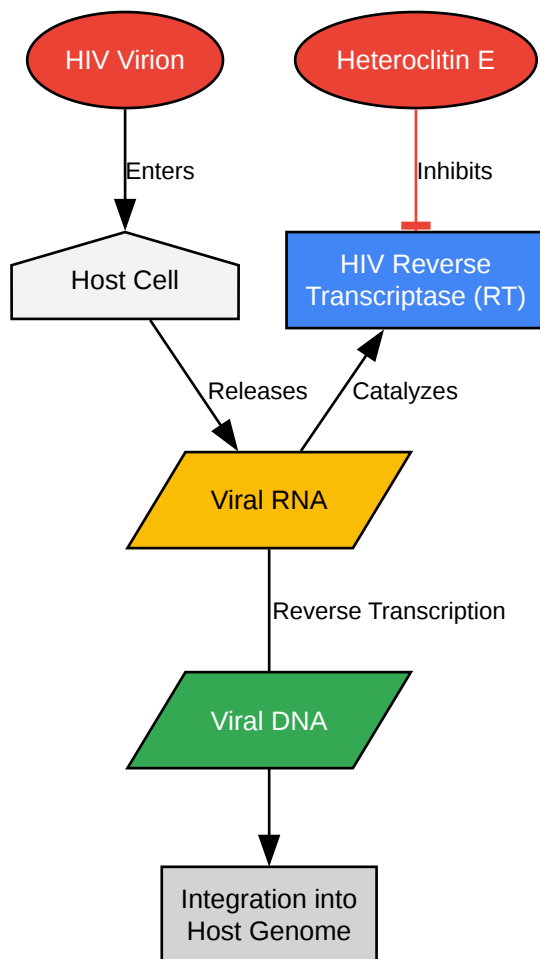 HIV Virion
Heteroclitin E
Enters
Inhibits
Host Cell
HIV Reverse
Transcriptase (RT)
Releases
Catalyzes
Viral RNA
Reverse Transcription
Viral DNA
Integration into
Host Genome